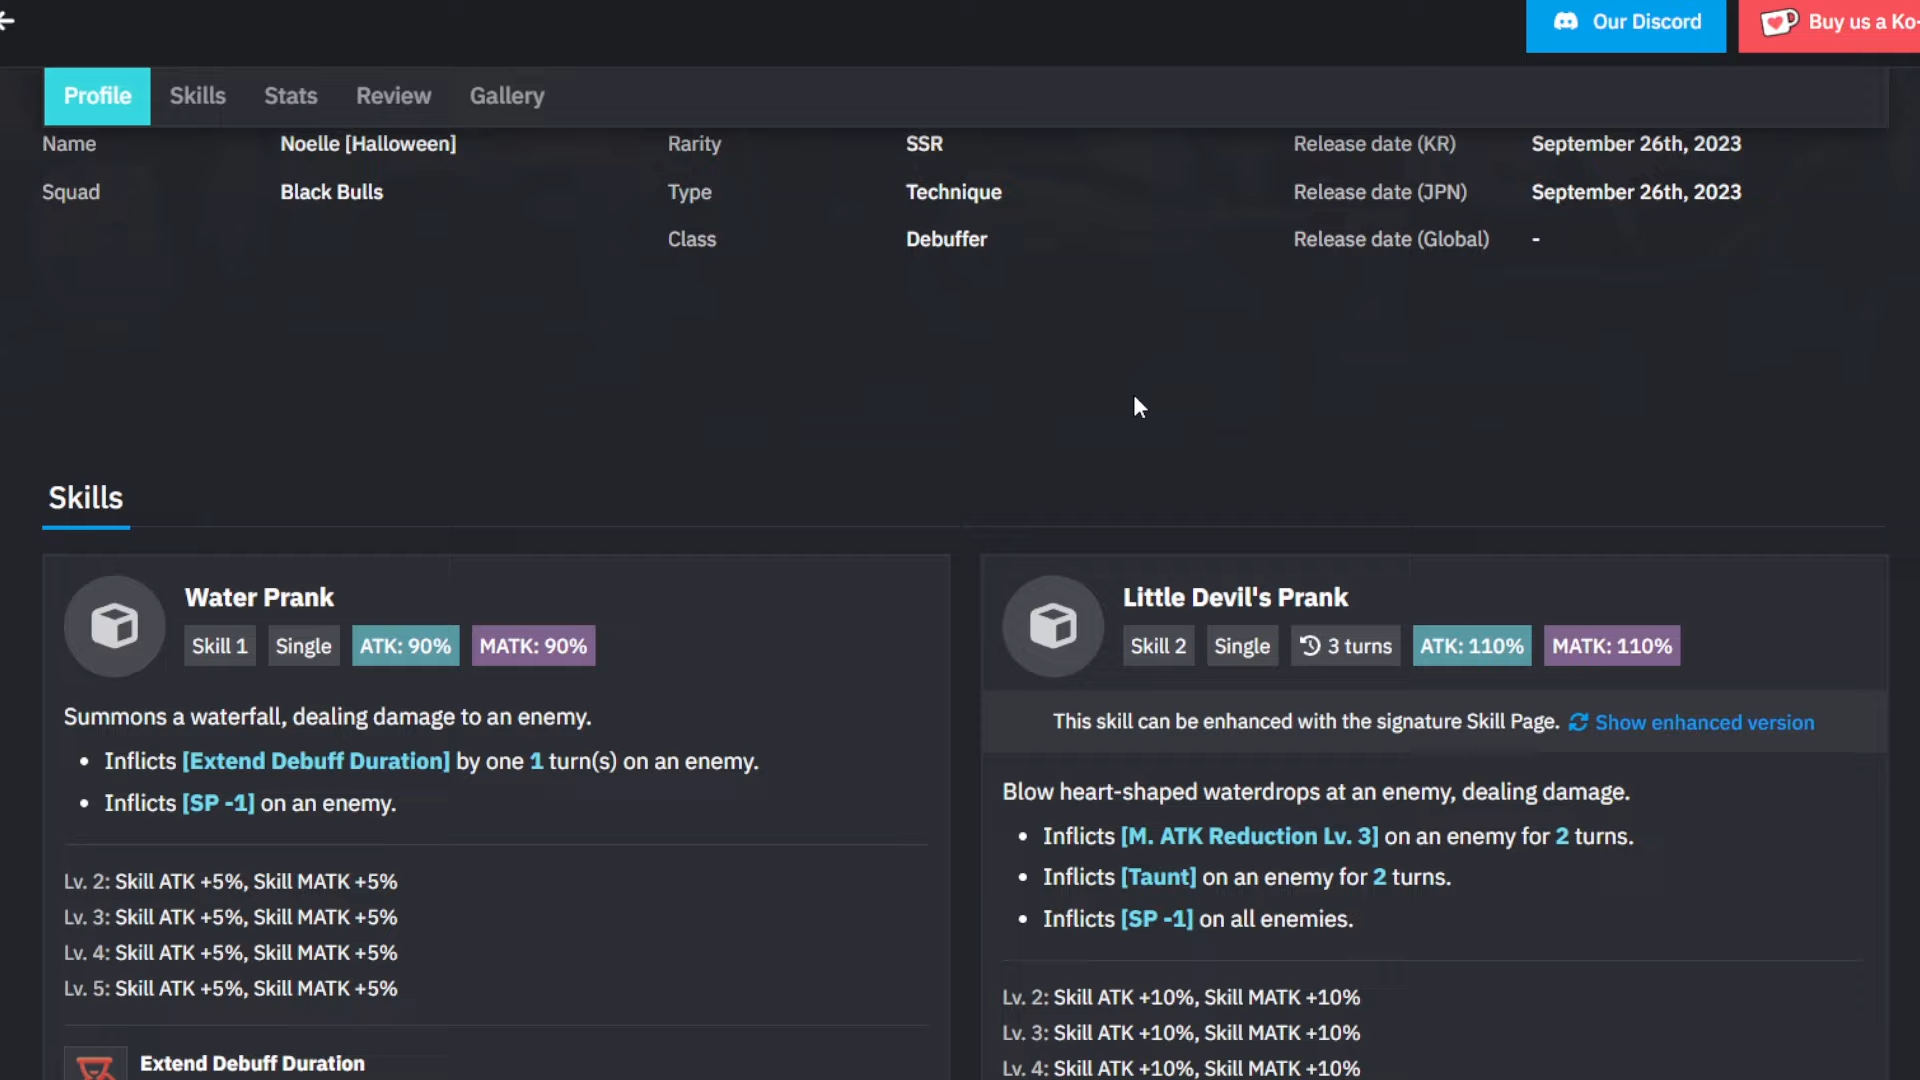 Our Discord
Buy us a Ko-
Profile
Skills
Stats
Review
Gallery
Name
Noelle [Halloween]
Rarity
SSR
Release date (KR)
September 26th, 2023
Squad
Black Bulls
Type
Technique
Release date (JPN)
September 26th, 2023
Class
Debuffer
Release date (Global)
-
Skills
Water Prank
Skill 1
Single
ATK: 90%
MATK: 90%
Summons a waterfall, dealing damage to an enemy.
• Inflicts [Extend Debuff Duration] by one 1 turn(s) on an enemy.
• Inflicts [SP -1] on an enemy.
Lv. 2: Skill ATK +5%, Skill MATK +5%
Lv. 3: Skill ATK +5%, Skill MATK +5%
Lv. 4: Skill ATK +5%, Skill MATK +5%
Lv. 5: Skill ATK +5%, Skill MATK +5%
Extend Debuff Duration
Little Devil's Prank
Skill 2
Single
3 turns
ATK: 110%
MATK: 110%
This skill can be enhanced with the signature Skill Page. Show enhanced version
Blow heart-shaped waterdrops at an enemy, dealing damage.
• Inflicts [M. ATK Reduction Lv. 3] on an enemy for 2 turns.
• Inflicts [Taunt] on an enemy for 2 turns.
• Inflicts [SP -1] on all enemies.
Lv. 2: Skill ATK +10%, Skill MATK +10%
Lv. 3: Skill ATK +10%, Skill MATK +10%
Lv. 4: Skill ATK +10%, Skill MATK +10%